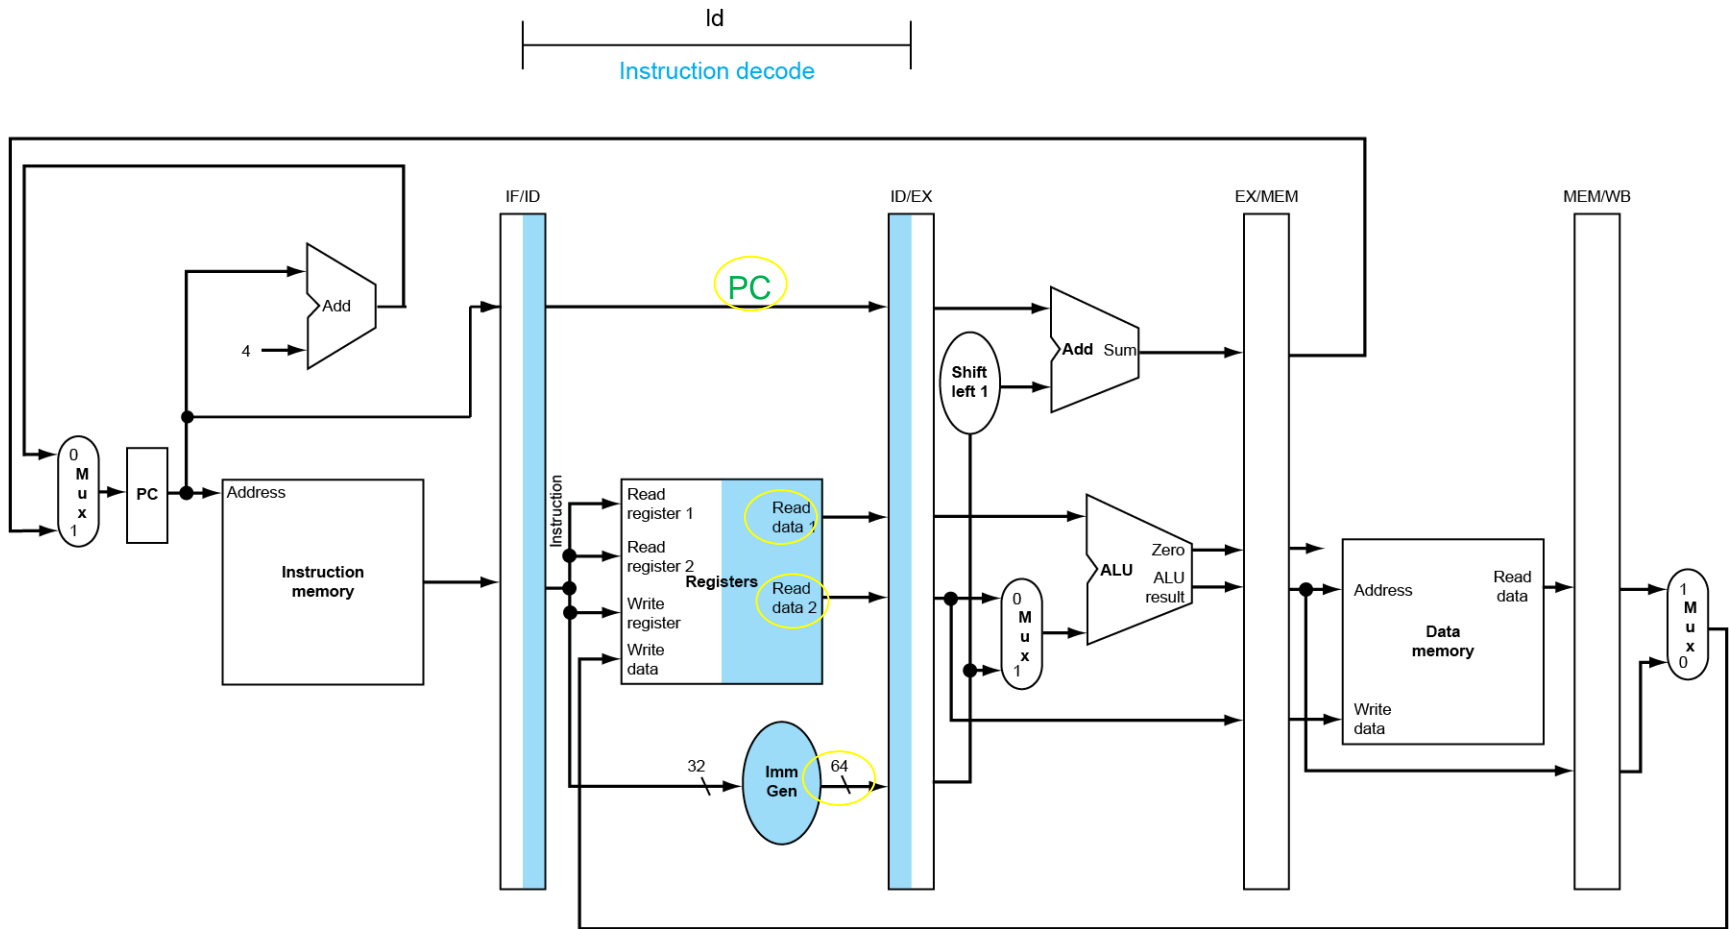 ld
Instruction decode
IF/ID
ID/EX
EX/MEM
MEM/WB
Add
4
PC
Add Sum
Shift
left 1
0
M
u
x
1
PC
Address
Instruction
memory
Instruction
Read
register 1
Read
register 2
Write
register
Write
data
Registers
Read
data 1
Read
data 2
0
M
u
x
1
Zero
ALU
ALU
result
Address
Read
data
Data
memory
Write
data
1
M
u
x
0
32
Imm
Gen
64